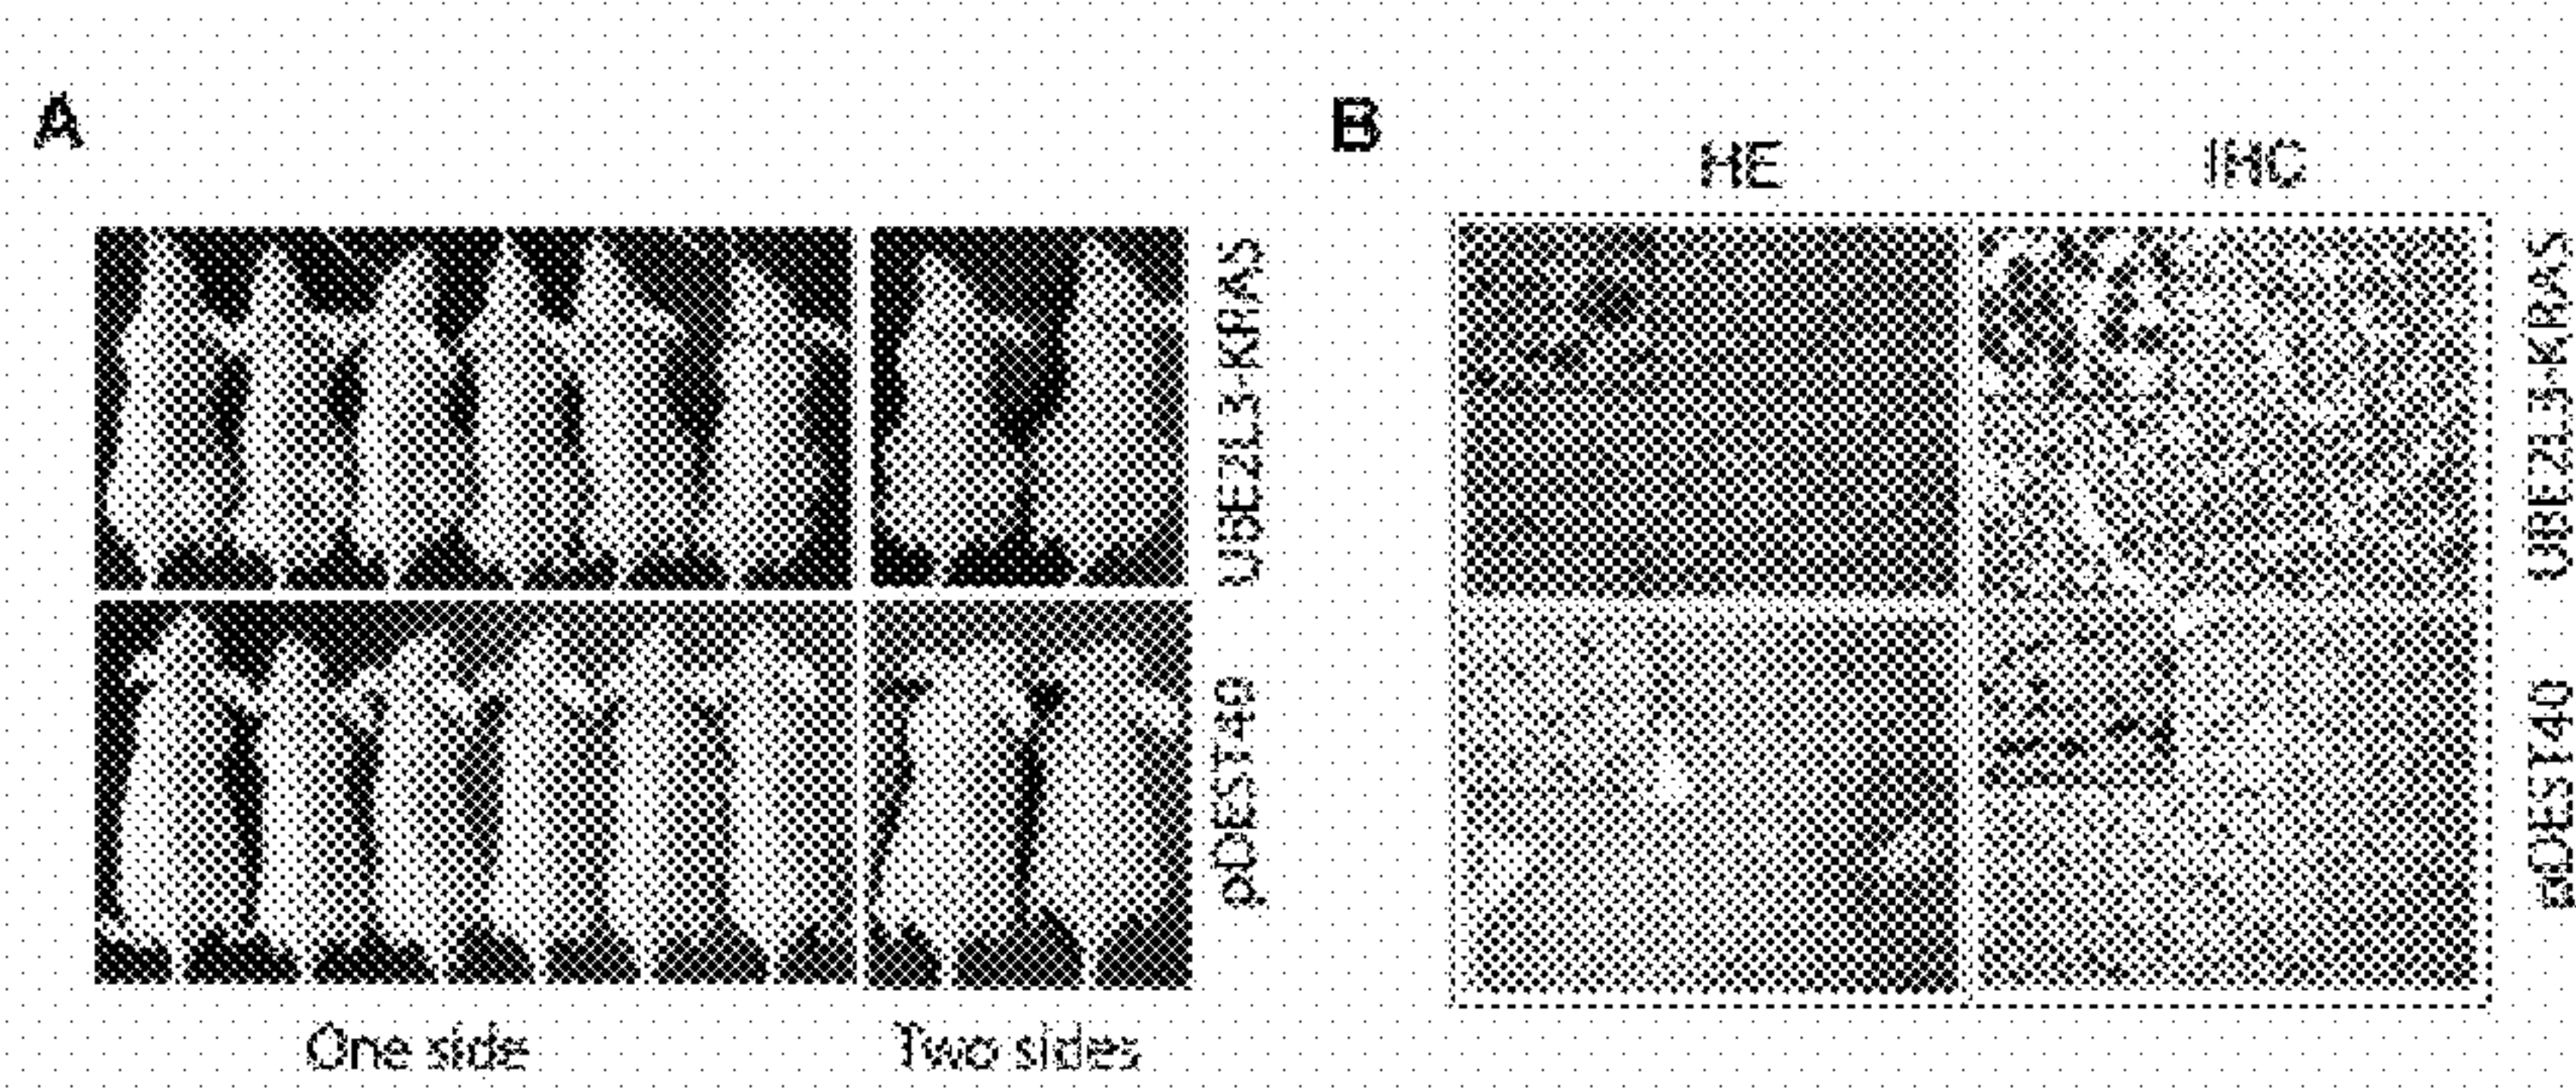 A
B
HE
IHC
UBE2L3-KRAS
UBE2L3-KRAS
pDEST40
pDEST40
One side
Two sides